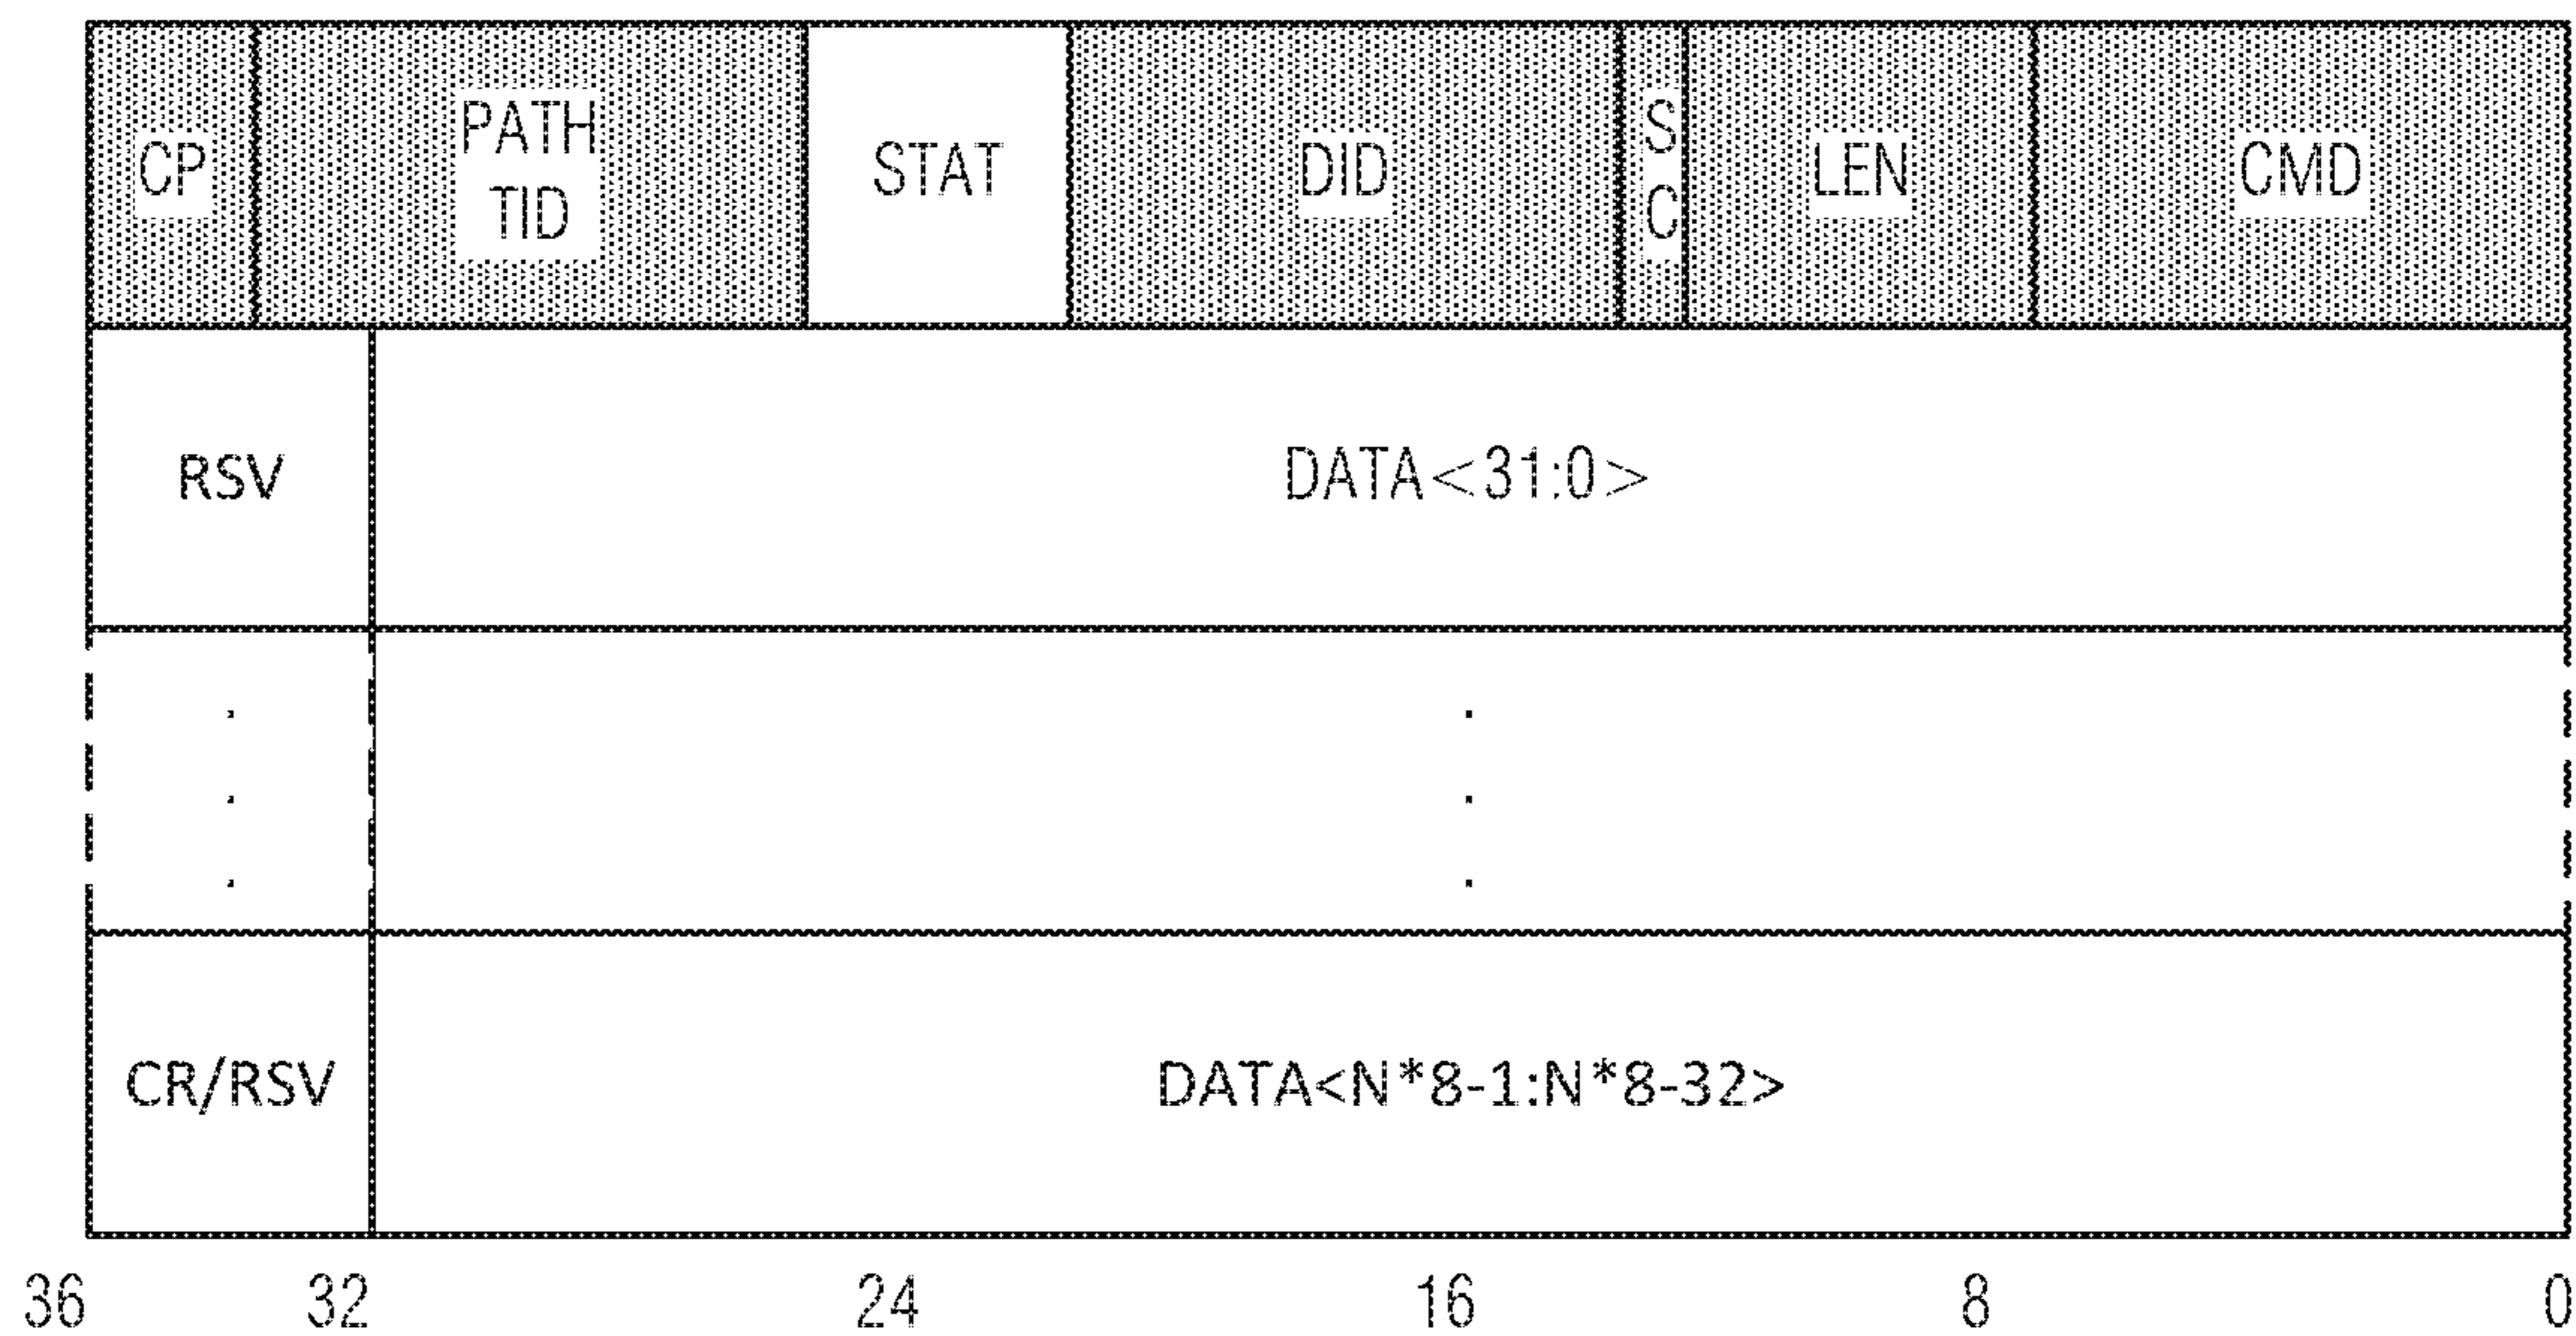 CP PATH TID STAT DID SC LEN CMD
RSV DATA<31:0>
CR/RSV DATA<N*8-1:N*8-32>
36 32 24 16 8 0